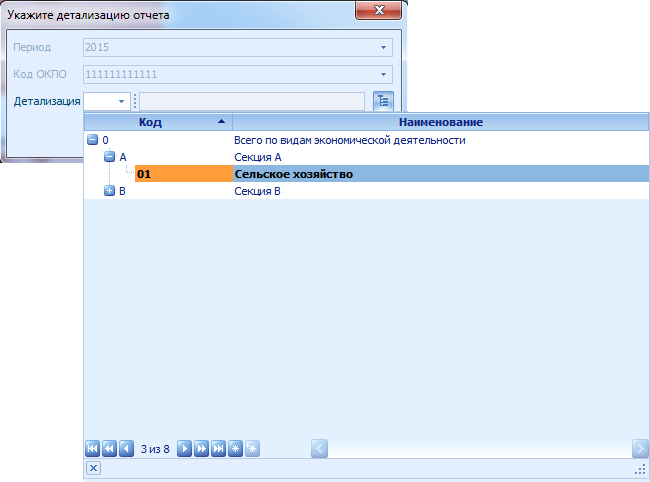 Укажите детализацию отчета
Период 2015
Код ОКПО 111111111111
Детализация
Код Наименование
0 Всего по видам экономической деятельности
A Секция A
01 Сельское хозяйство
B Секция B
3 из 8